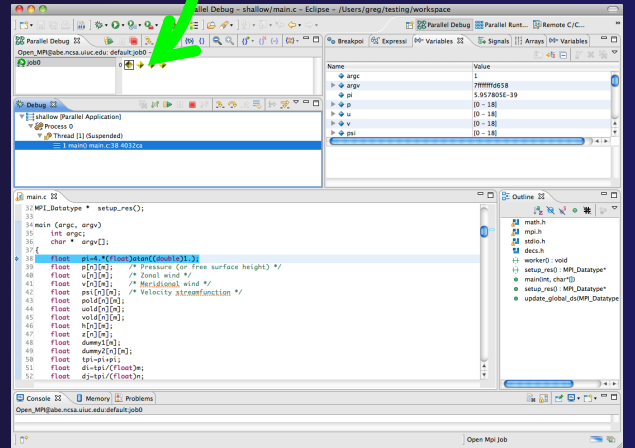 Parallel Debug - shallow/main.c - Eclipse - /Users/greg/testing/workspace
Parallel Debug
Parallel Runt...
Remote C/C...
Parallel Debug
Open_MPI@abe.ncsa.uiuc.edu: default:job0 -
job0
0
Breakpoi
Expressi
Variables
Signals
Arrays
Variables
Name Value
argc 1
argv 7fffffffd658
pi 5.957805E-39
p [0 - 18]
u [0 - 18]
v [0 - 18]
psi [0 - 18]
Debug
shallow [Parallel Application]
Process 0
Thread [1] (Suspended)
1 main() main.c:38 4032ca
main.c
32 MPI_Datatype * setup_res();
33
34 main (argc, argv)
35 int argc;
36 char * argv[];
37 {
38 float pi=4.*(float)atan((double)1.);
39 float p[n][m]; /* Pressure (or free surface height) */
40 float u[n][m]; /* Zonal wind */
41 float v[n][m]; /* Meridional wind */
42 float psi[n][m]; /* Velocity streamfunction */
43 float pold[n][m];
44 float uold[n][m];
45 float vold[n][m];
46 float h[n][m];
47 float z[n][m];
48 float dummy1[m];
49 float dummy2[n][m];
50 float tpi=pi+pi;
51 float di=tpi/(float)m;
52 float dj=tpi/(float)n;
Outline
math.h
mpi.h
stdio.h
decs.h
worker() : void
setup_res() : MPI_Datatype*
main(int, char*[])
setup_res() : MPI_Datatype*
update_global_ds(MPI_Datatype
Console
Memory
Problems
Open_MPI@abe.ncsa.uiuc.edu:default:job0
Open Mpi Job